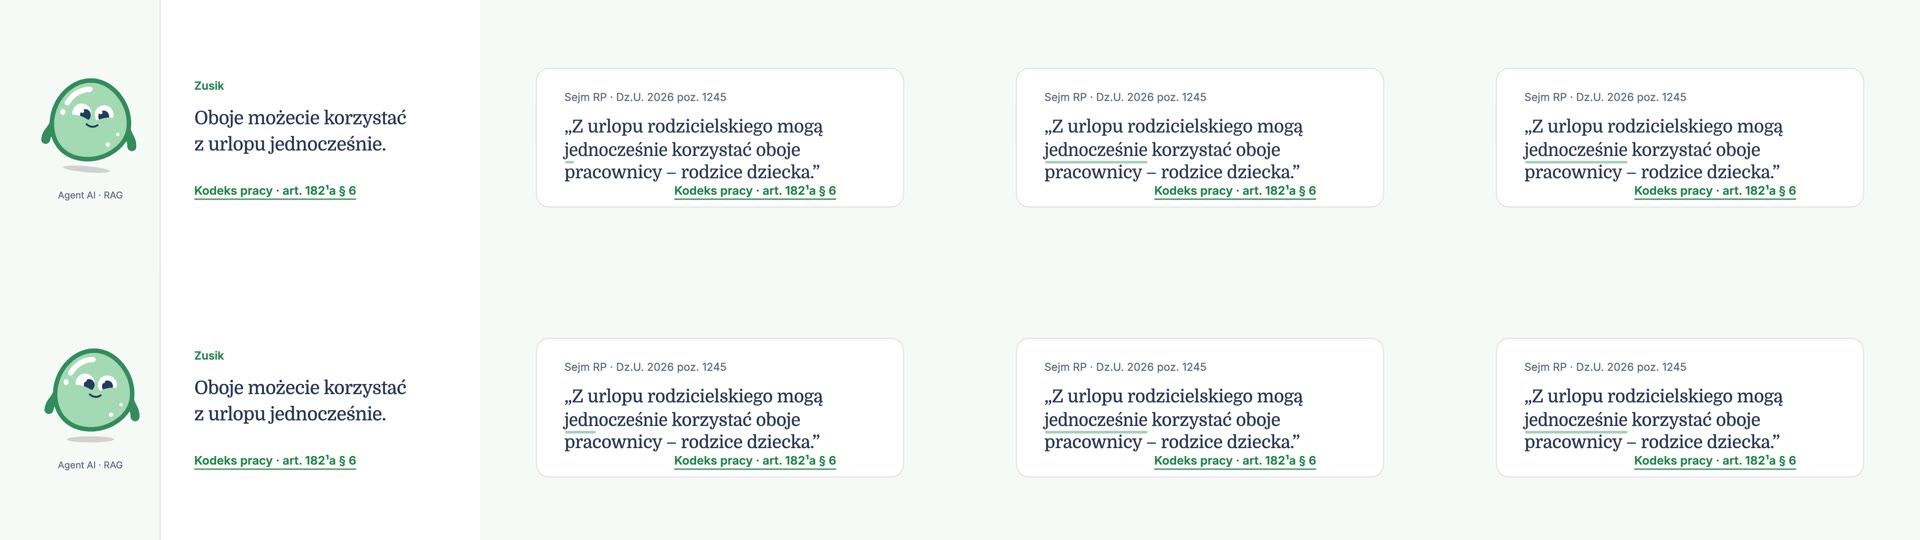 Zusik
Oboje możecie korzystać
z urlopu jednocześnie.
Kodeks pracy · art. 182¹a § 6
Agent AI · RAG
Sejm RP · Dz.U. 2026 poz. 1245
„Z urlopu rodzicielskiego mogą
jednocześnie korzystać oboje
pracownicy – rodzice dziecka.”
Kodeks pracy · art. 182¹a § 6
Sejm RP · Dz.U. 2026 poz. 1245
„Z urlopu rodzicielskiego mogą
jednocześnie korzystać oboje
pracownicy – rodzice dziecka.”
Kodeks pracy · art. 182¹a § 6
Sejm RP · Dz.U. 2026 poz. 1245
„Z urlopu rodzicielskiego mogą
jednocześnie korzystać oboje
pracownicy – rodzice dziecka.”
Kodeks pracy · art. 182¹a § 6
Zusik
Oboje możecie korzystać
z urlopu jednocześnie.
Kodeks pracy · art. 182¹a § 6
Agent AI · RAG
Sejm RP · Dz.U. 2026 poz. 1245
„Z urlopu rodzicielskiego mogą
jednocześnie korzystać oboje
pracownicy – rodzice dziecka.”
Kodeks pracy · art. 182¹a § 6
Sejm RP · Dz.U. 2026 poz. 1245
„Z urlopu rodzicielskiego mogą
jednocześnie korzystać oboje
pracownicy – rodzice dziecka.”
Kodeks pracy · art. 182¹a § 6
Sejm RP · Dz.U. 2026 poz. 1245
„Z urlopu rodzicielskiego mogą
jednocześnie korzystać oboje
pracownicy – rodzice dziecka.”
Kodeks pracy · art. 182¹a § 6